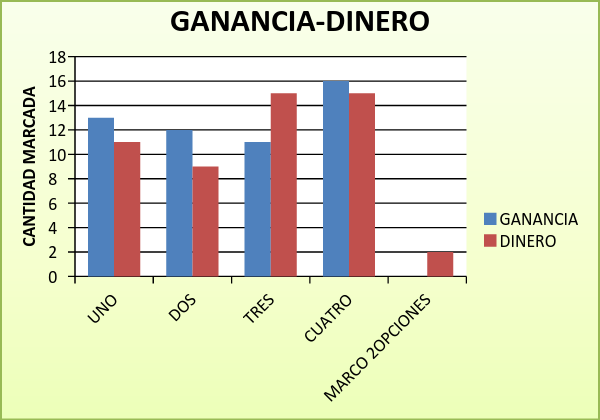 GANANCIA-DINERO
CANTIDAD MARCADA
18
16
14
12
10
8
6
4
2
0
UNO
DOS
TRES
CUATRO
MARCO 2OPCIONES
GANANCIA
DINERO